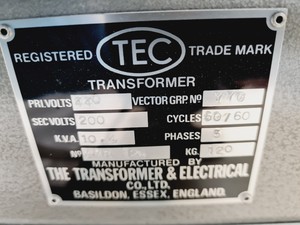 REGISTERED TEC TRADE MARK
TRANSFORMER
PRI.VOLTS VECTOR GRP Nº
SEC.VOLTS 200 CYCLES 50/60
K.V.A. 10 PHASES 3
Nº KG. 120
MANUFACTURED BY
THE TRANSFORMER & ELECTRICAL
CO., LTD.
BASILDON, ESSEX, ENGLAND.